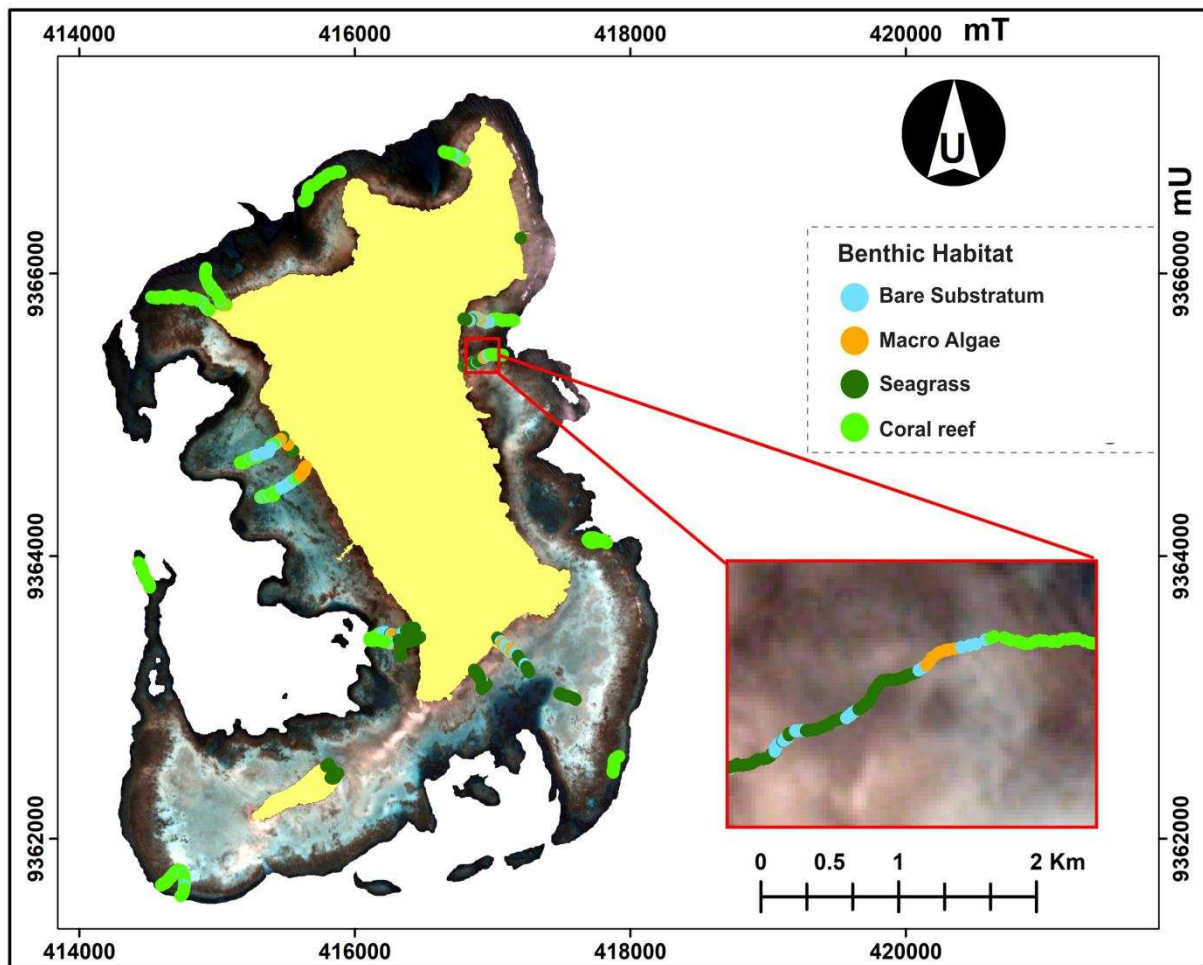 414000
416000
418000
420000
mT
U
mU
9366000
9364000
9362000
9366000
9364000
9362000
Benthic Habitat
Bare Substratum
Macro Algae
Seagrass
Coral reef
0 0.5 1 2 Km
414000
416000
418000
420000